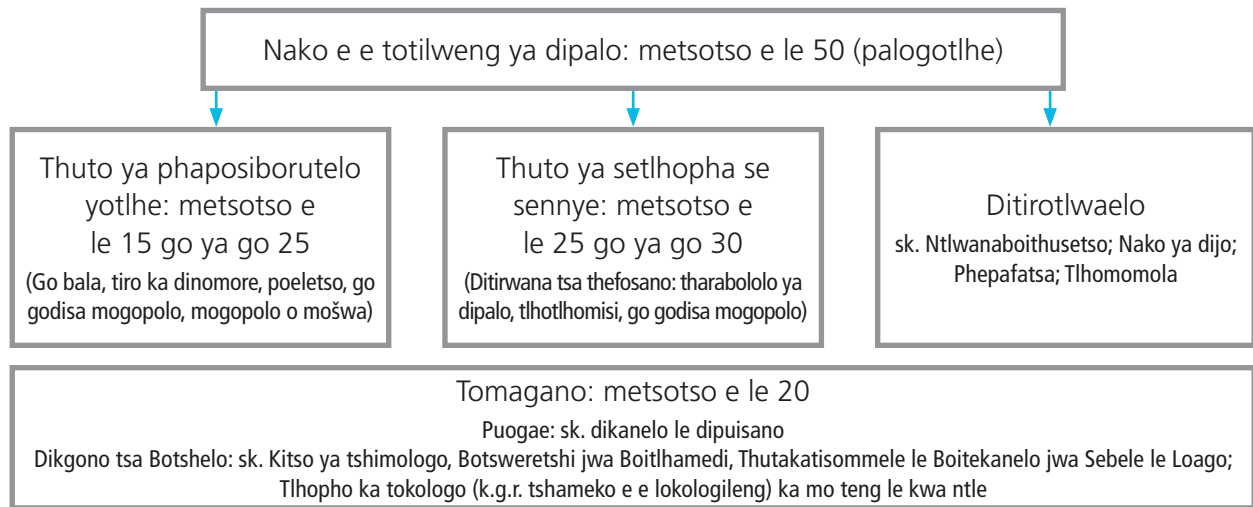 Nako e e totilweng ya dipalo: metsotso e le 50 (palogotlhe)
Thuto ya phaposiborutelo
yotlhe: metsotso e
le 15 go ya go 25
(Go bala, tiro ka dinomore, poeletso, go
godisa mogopolo, mogopolo o mošwa)
Thuto ya setlhopha se
sennye: metsotso e
le 25 go ya go 30
(Ditirwana tsa thefosano: tharabololo ya
dipalo, tlhotlhomisi, go godisa mogopolo)
Ditirotlwaelo
sk. Ntlwanaboithusetso; Nako ya dijo;
Phepafatsa; Tlhomomola
Tomagano: metsotso e le 20
Puogae: sk. dikanelo le dipuisano
Dikgono tsa Botshelo: sk. Kitso ya tshimologo, Botsweretshi jwa Boitlhamedi, Thutakatisommele le Boitekanelo jwa Sebele le Loago;
Tlhopho ka tokologo (k.g.r. tshameko e e lokologileng) ka mo teng le kwa ntle